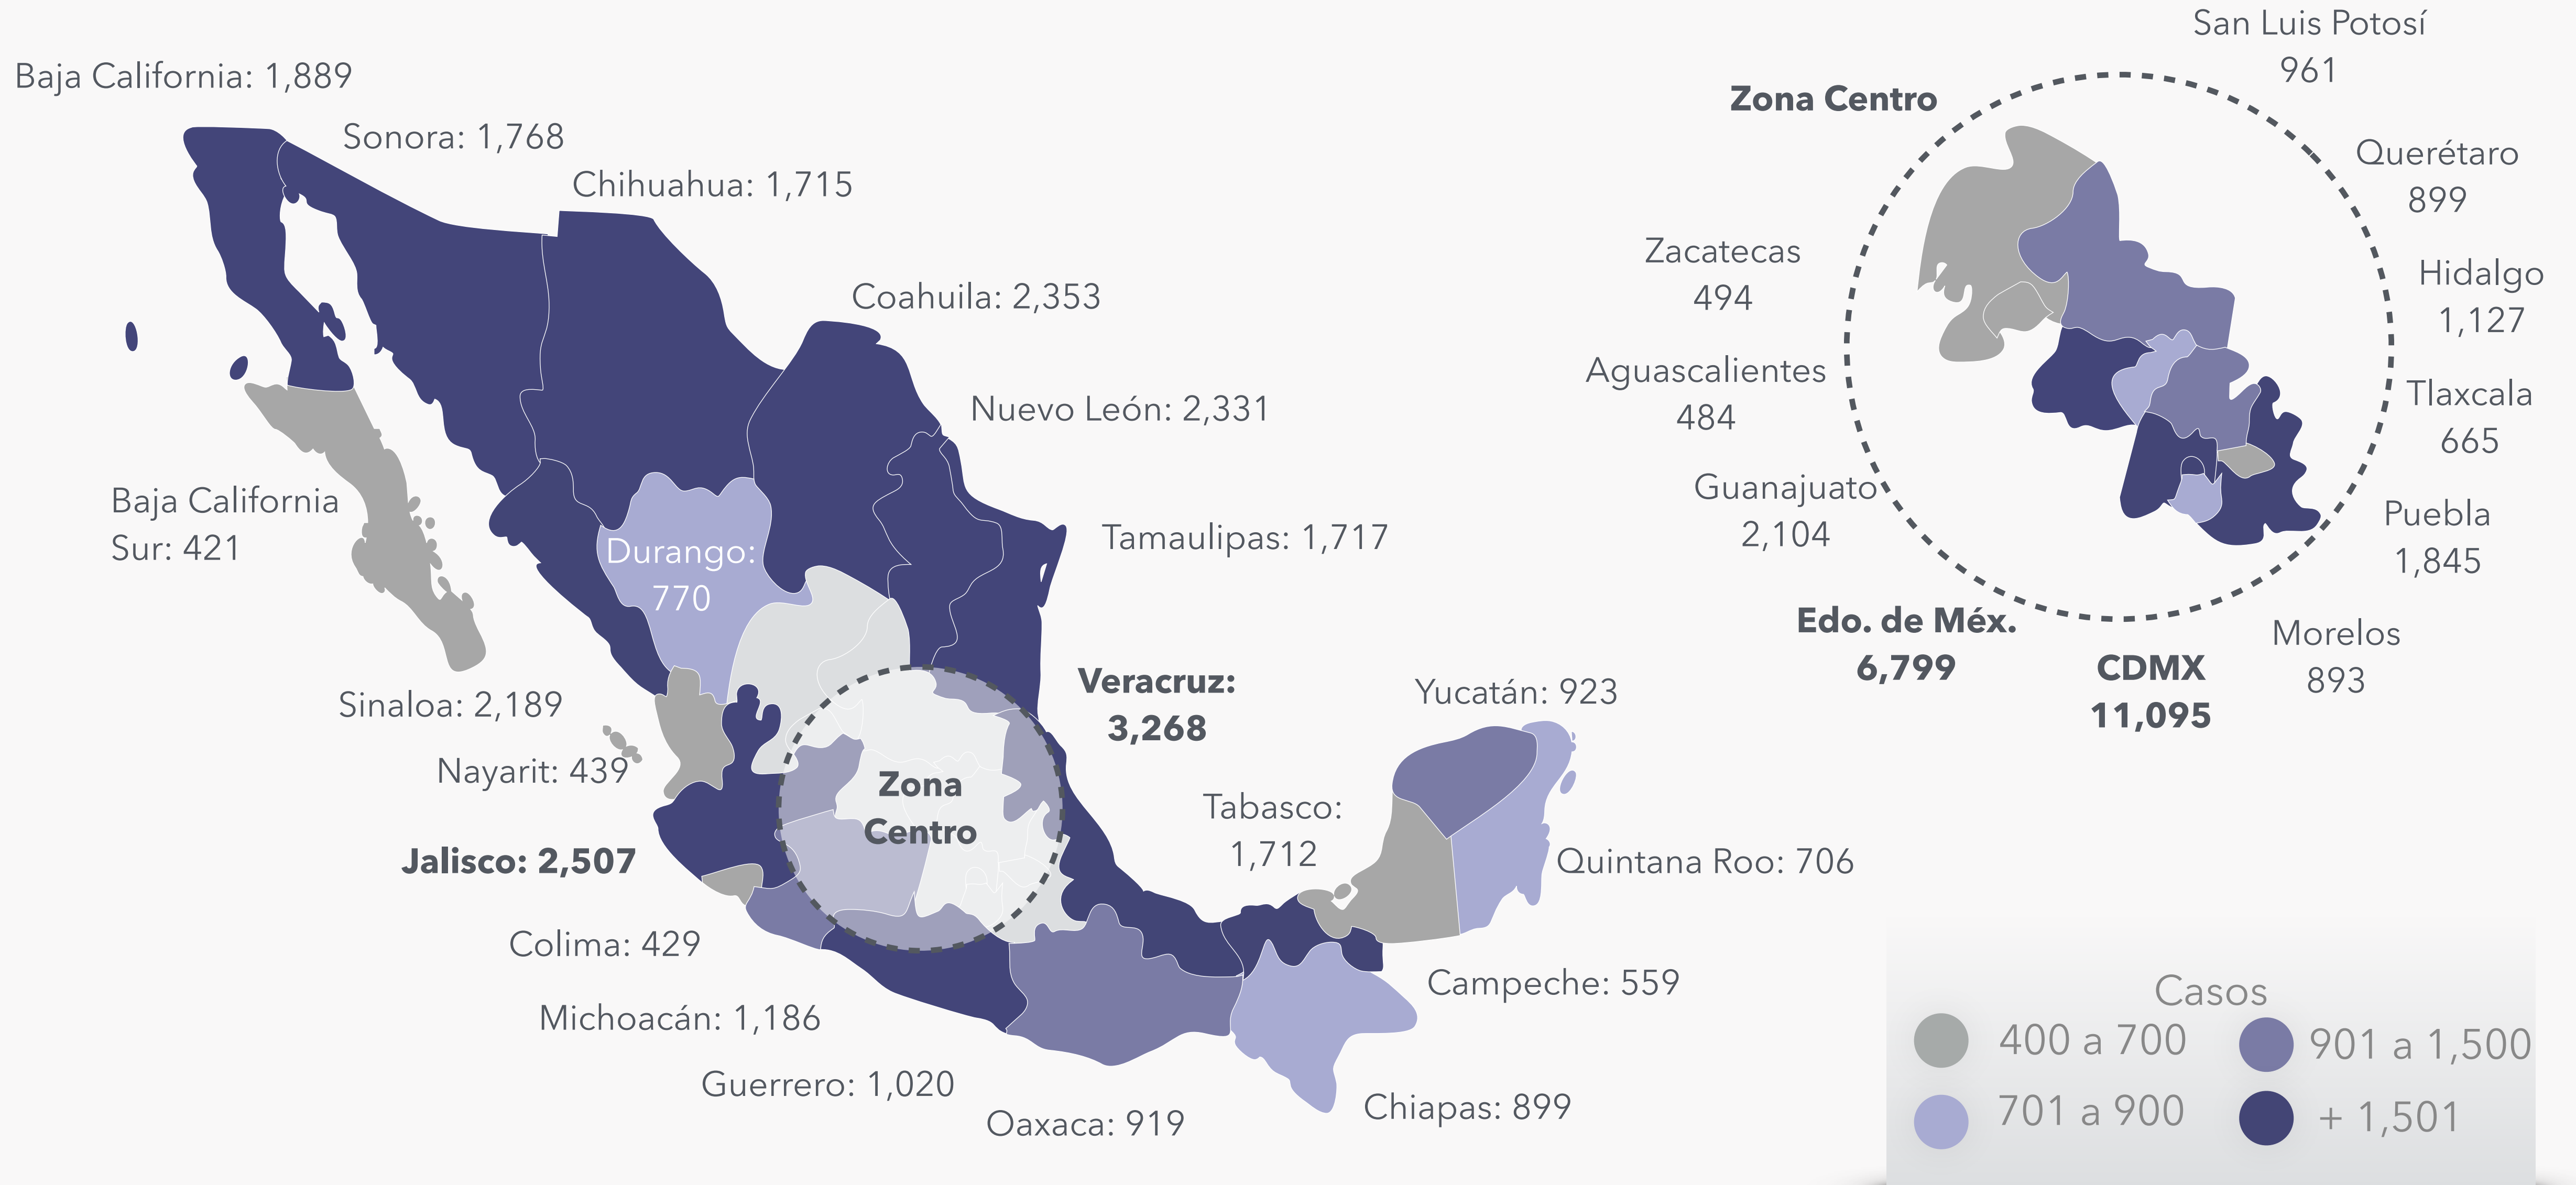 Baja California: 1,889
Sonora: 1,768
Chihuahua: 1,715
Coahuila: 2,353
Nuevo León: 2,331
Tamaulipas: 1,717
Baja California
Sur: 421
Durango:
770
Sinaloa: 2,189
Nayarit: 439
Jalisco: 2,507
Colima: 429
Michoacán: 1,186
Guerrero: 1,020
Oaxaca: 919
Zona
Centro
Veracruz:
3,268
Tabasco:
1,712
Yucatán: 923
Quintana Roo: 706
Campeche: 559
Chiapas: 899
Zona Centro
San Luis Potosí
961
Querétaro
899
Hidalgo
1,127
Tlaxcala
665
Puebla
1,845
Morelos
893
CDMX
11,095
Edo. de Méx.
6,799
Guanajuato
2,104
Aguascalientes
484
Zacatecas
494
Casos
400 a 700
901 a 1,500
701 a 900
+ 1,501